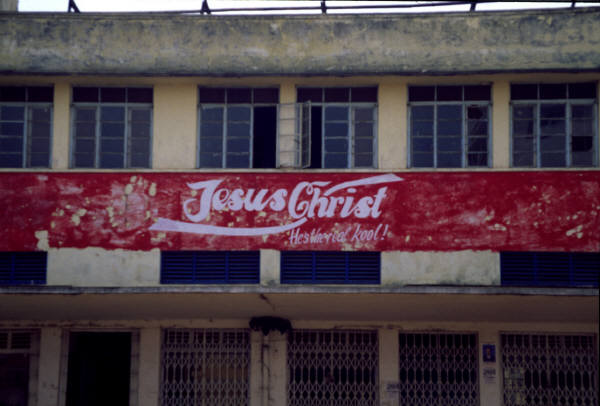 Jesus Christ
He's the real kool!